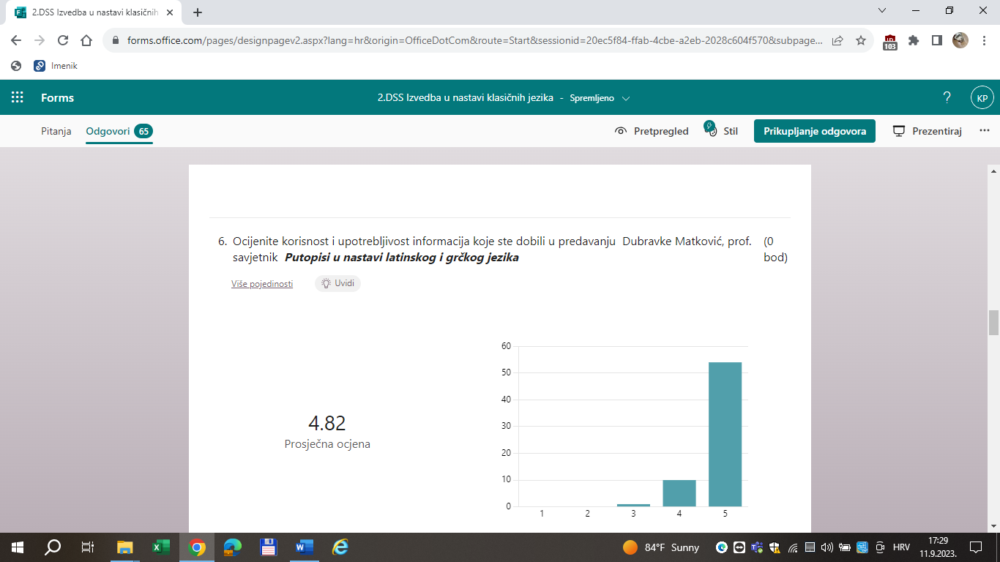 2.DSS Izvedba u nastavi klasičnih
forms.office.com/pages/designpagev2.aspx?lang=hr&origin=OfficeDotCom&route=Start&sessionid=20ec5f84-ffab-4cbe-a2eb-2028c604f570&subpage...
103
Imenik
Forms
2.DSS Izvedba u nastavi klasičnih jezika - Spremljeno
?
KP
Pitanja
Odgovori 65
Pretpregled
Stil
Prikupljanje odgovora
Prezentiraj
6. Ocijenite korisnost i upotrebljivost informacija koje ste dobili u predavanju Dubravke Matković, prof. (0
savjetnik Putopisi u nastavi latinskog i grčkog jezika bod)
Više pojedinosti
Uvidi
4.82
Prosječna ocjena
60
50
40
30
20
10
0
1 2 3 4 5
84°F Sunny
HRV
17:29
11.9.2023.